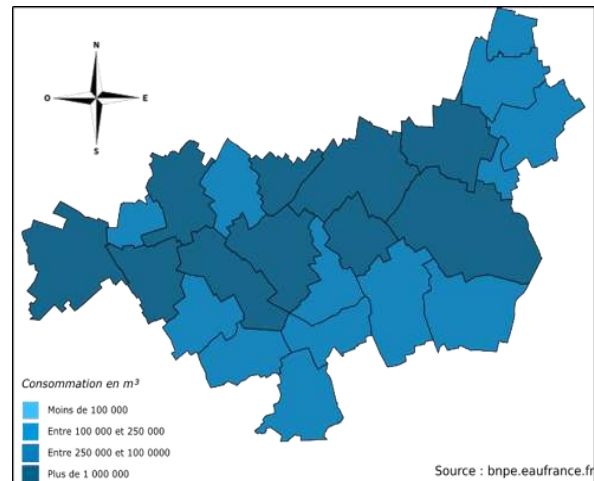 N
O E
S
Consommation en m³
Moins de 100 000
Entre 100 000 et 250 000
Entre 250 000 et 100 0000
Plus de 1 000 000
Source : bnpe.eaufrance.fr